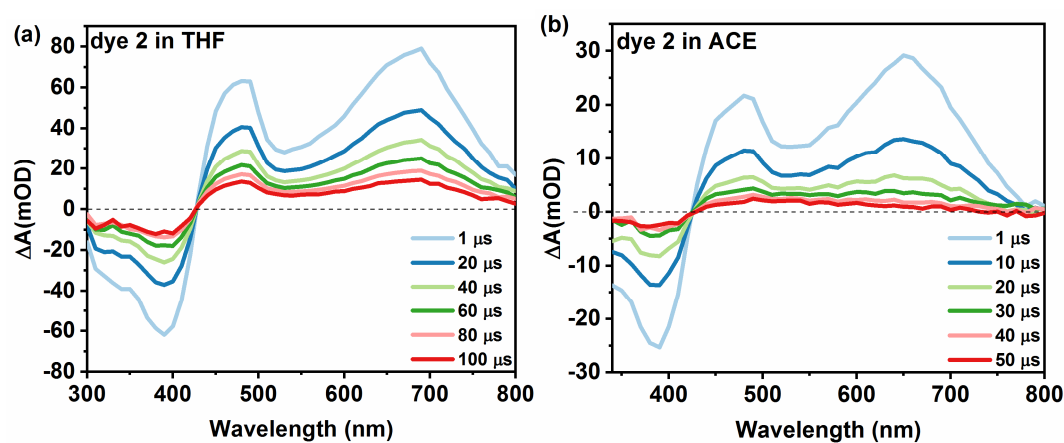 (a)
dye 2 in THF
80
60
40
20
0
-20
-40
-60
-80
ΔA(mOD)
1 μs
20 μs
40 μs
60 μs
80 μs
100 μs
300 400 500 600 700 800
Wavelength (nm)
(b)
dye 2 in ACE
30
20
10
0
-10
-20
-30
ΔA(mOD)
1 μs
10 μs
20 μs
30 μs
40 μs
50 μs
400 500 600 700 800
Wavelength (nm)